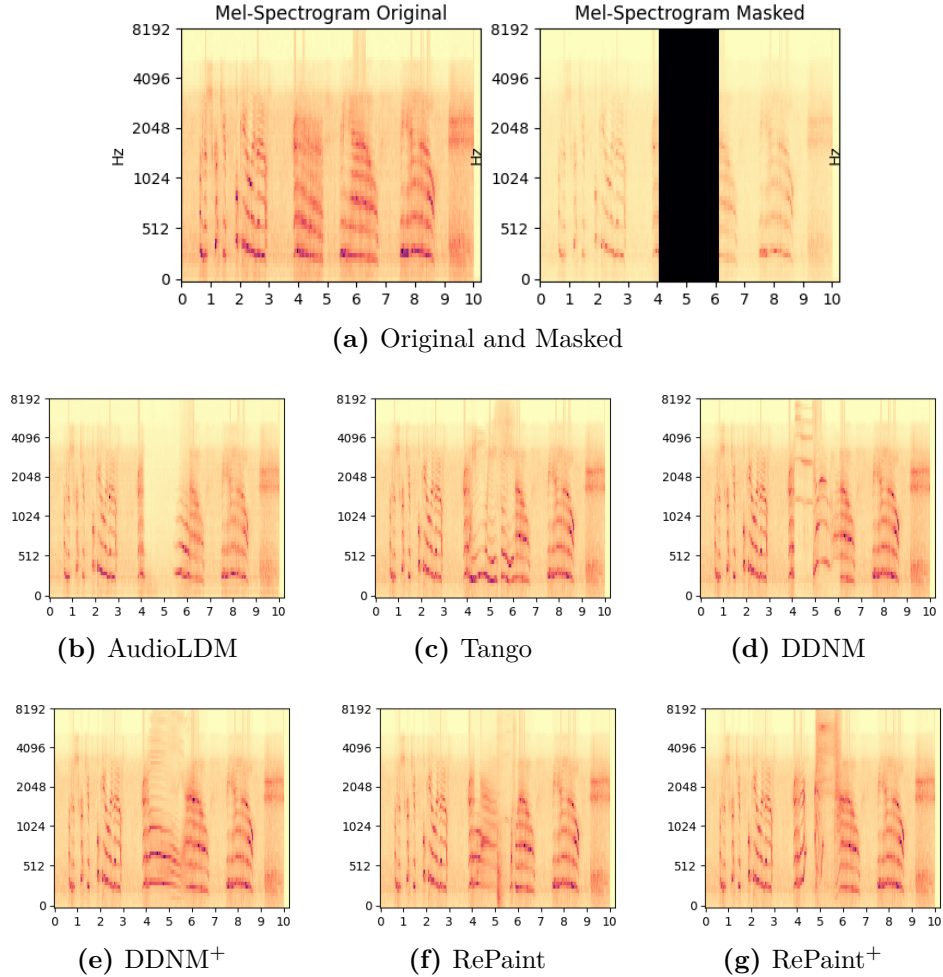 Mel-Spectrogram Original Mel-Spectrogram Masked
8192
4096
2048
1024
512
0
Hz
0 1 2 3 4 5 6 7 8 9 10
Hz
0 1 2 3 4 5 6 7 8 9 10
(a) Original and Masked
8192 8192 8192
4096 4096 4096
2048 2048 2048
1024 1024 1024
512 512 512
0 0 0
0 1 2 3 4 5 6 7 8 9 10 0 1 2 3 4 5 6 7 8 9 10 0 1 2 3 4 5 6 7 8 9 10
(b) AudioLDM (c) Tango (d) DDNM
8192 8192 8192
4096 4096 4096
2048 2048 2048
1024 1024 1024
512 512 512
0 0 0
0 1 2 3 4 5 6 7 8 9 10 0 1 2 3 4 5 6 7 8 9 10 0 1 2 3 4 5 6 7 8 9 10
(e) DDNM⁺ (f) RePaint (g) RePaint⁺